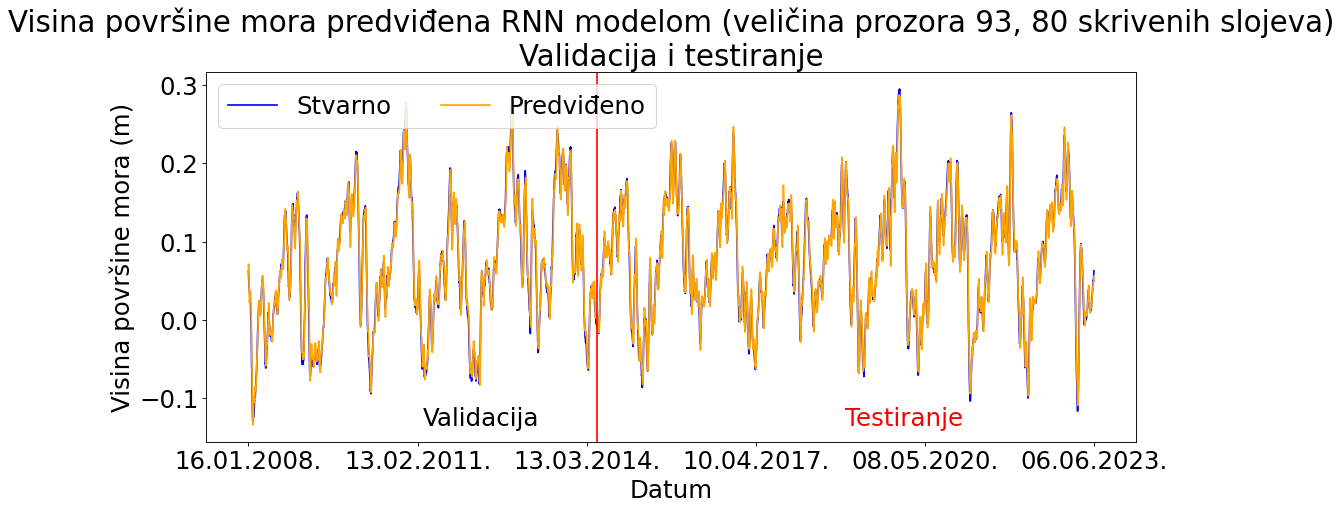 Visina površine mora predviđena RNN modelom (veličina prozora 93, 80 skrivenih slojeva)
Validacija i testiranje
Stvarno
Predviđeno
Visina površine mora (m)
0.3
0.2
0.1
0.0
−0.1
Validacija
Testiranje
16.01.2008.
13.02.2011.
13.03.2014.
10.04.2017.
08.05.2020.
06.06.2023.
Datum